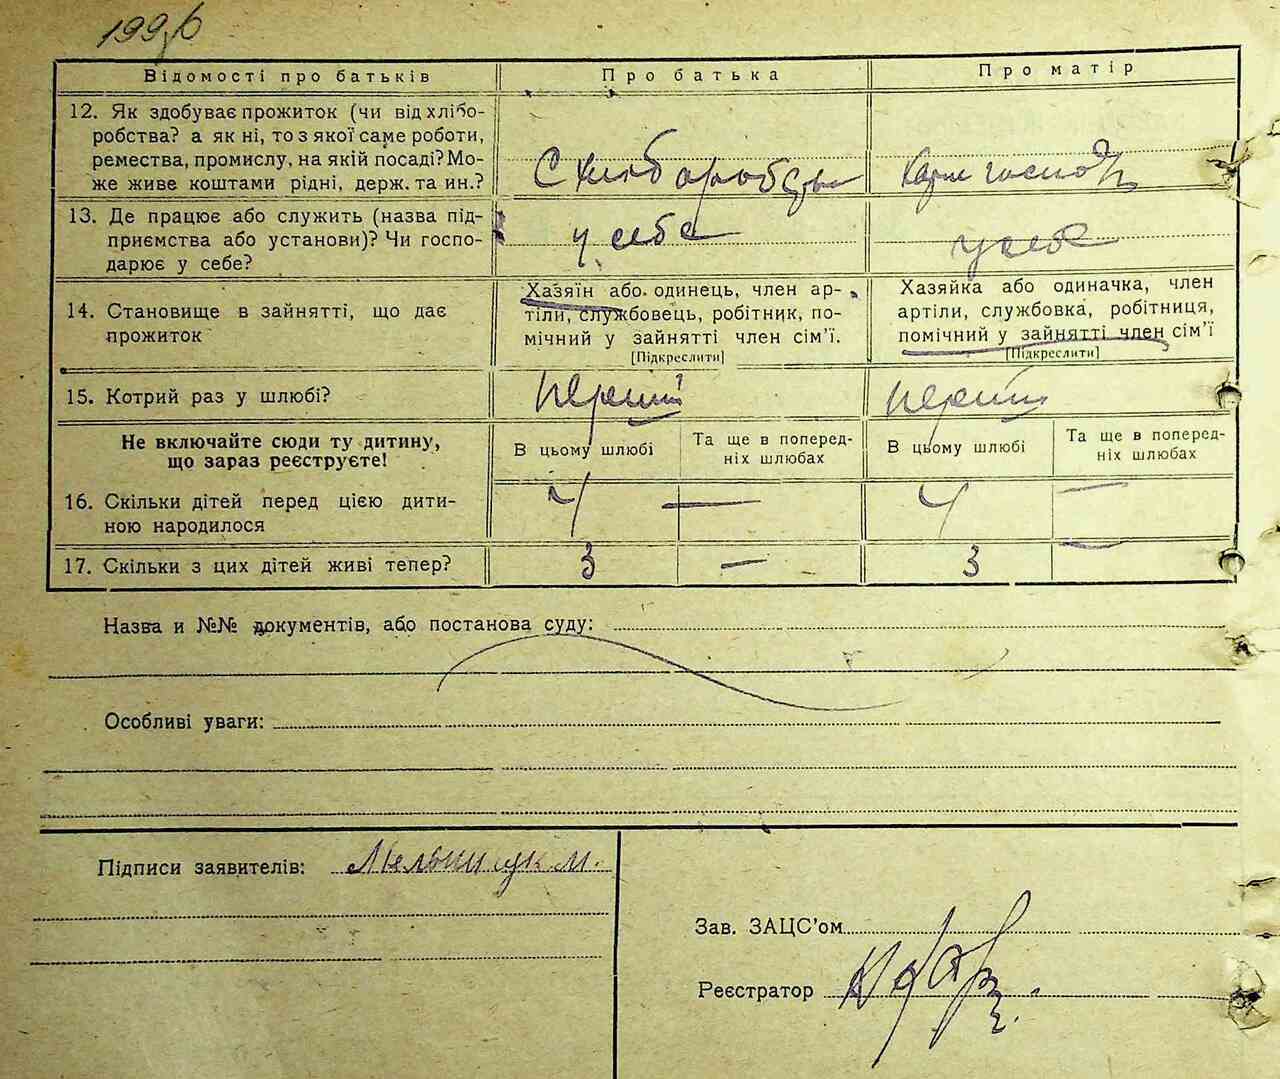 Відомості про батьків Про батька Про матір
12. Як здобуває прожиток (чи від хлібо-
робства? а як ні, то з якої саме роботи,
ремества, промислу, на якій посаді? Мо-
же живе коштами рідні, держ. та ин.?
С хліборобства
13. Де працює або служить (назва під-
приємства або установи)? Чи госпо-
дарює у себе?
у себе у себе
14. Становище в зайнятті, що дає
прожиток
Хазяїн або одинець, член ар-
тіли, службовець, робітник, по-
мічний у зайнятті член сім'ї.
[Підкреслити]
Хазяйка або одиначка, член
артіли, службовка, робітниця,
помічний у зайнятті член сім'ї
[Підкреслити]
15. Котрий раз у шлюбі? перший перший
Не включайте сюди ту дитину,
що зараз реєструєте!
В цьому шлюбі
Та ще в поперед-
ніх шлюбах
В цьому шлюбі
Та ще в поперед-
ніх шлюбах
16. Скільки дітей перед цією дити-
ною народилося
4 — 4 —
17. Скільки з цих дітей живі тепер? 3 — 3 —
Назва и №№ документів, або постанова суду:
Особливі уваги:
Підписи заявителів: Мельничук М.
Зав. ЗАЦС'ом
Реєстратор